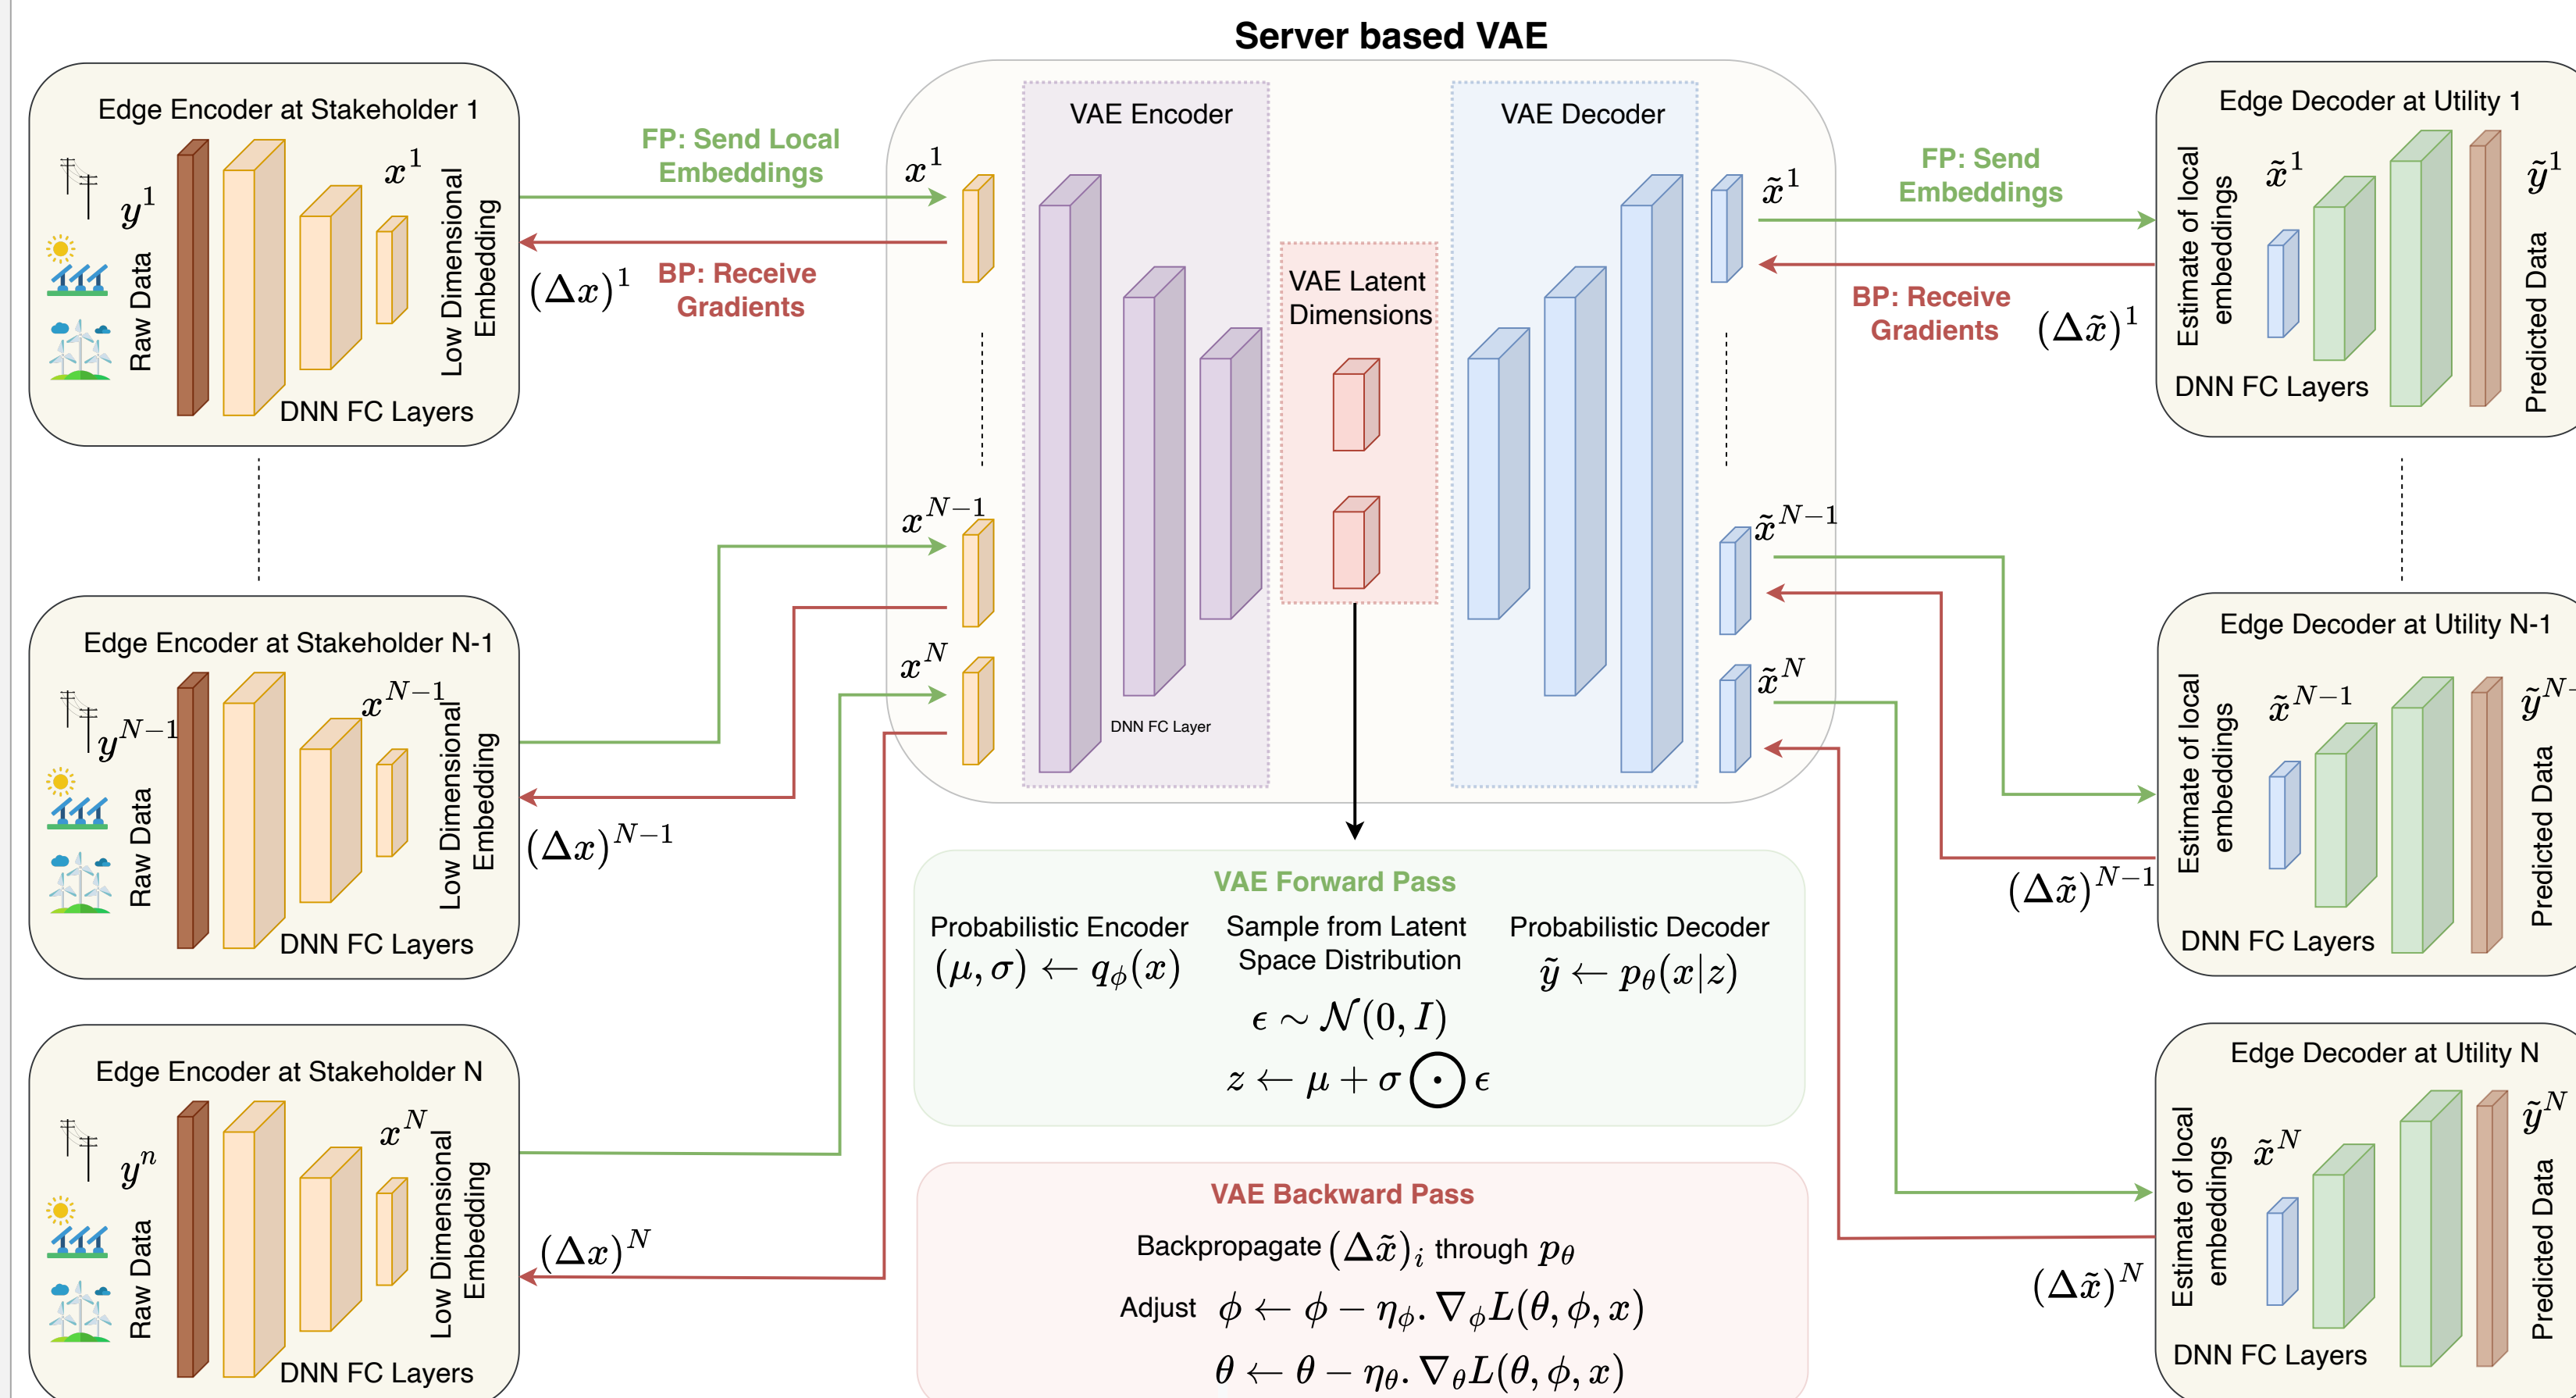 Server based VAE
Edge Encoder at Stakeholder 1
y^1
Raw Data
x^1
Low Dimensional
Embedding
DNN FC Layers
FP: Send Local
Embeddings
BP: Receive
Gradients
(Δx)^1
Edge Encoder at Stakeholder N-1
y^{N−1}
Raw Data
x^{N−1}
Low Dimensional
Embedding
DNN FC Layers
(Δx)^{N−1}
Edge Encoder at Stakeholder N
y^n
Raw Data
x^N
Low Dimensional
Embedding
DNN FC Layers
(Δx)^N
x^1
x^{N−1}
x^N
VAE Encoder
DNN FC Layer
VAE Latent
Dimensions
VAE Decoder
x̃^1
x̃^{N−1}
x̃^N
VAE Forward Pass
Probabilistic Encoder
(μ, σ) ← q_ϕ(x)
Sample from Latent
Space Distribution
ϵ ∼ 𝒩(0, I)
z ← μ + σ ⊙ ϵ
Probabilistic Decoder
ỹ ← p_θ(x|z)
VAE Backward Pass
Backpropagate (Δx̃)_i through p_θ
Adjust ϕ ← ϕ − η_ϕ. ∇_ϕ L(θ, ϕ, x)
θ ← θ − η_θ. ∇_θ L(θ, ϕ, x)
FP: Send
Embeddings
BP: Receive
Gradients
(Δx̃)^1
Edge Decoder at Utility 1
Estimate of local
embeddings
x̃^1
ỹ^1
Predicted Data
DNN FC Layers
(Δx̃)^{N−1}
Edge Decoder at Utility N-1
Estimate of local
embeddings
x̃^{N−1}
ỹ^{N−
Predicted Data
DNN FC Layers
(Δx̃)^N
Edge Decoder at Utility N
Estimate of local
embeddings
x̃^N
ỹ^N
Predicted Data
DNN FC Layers